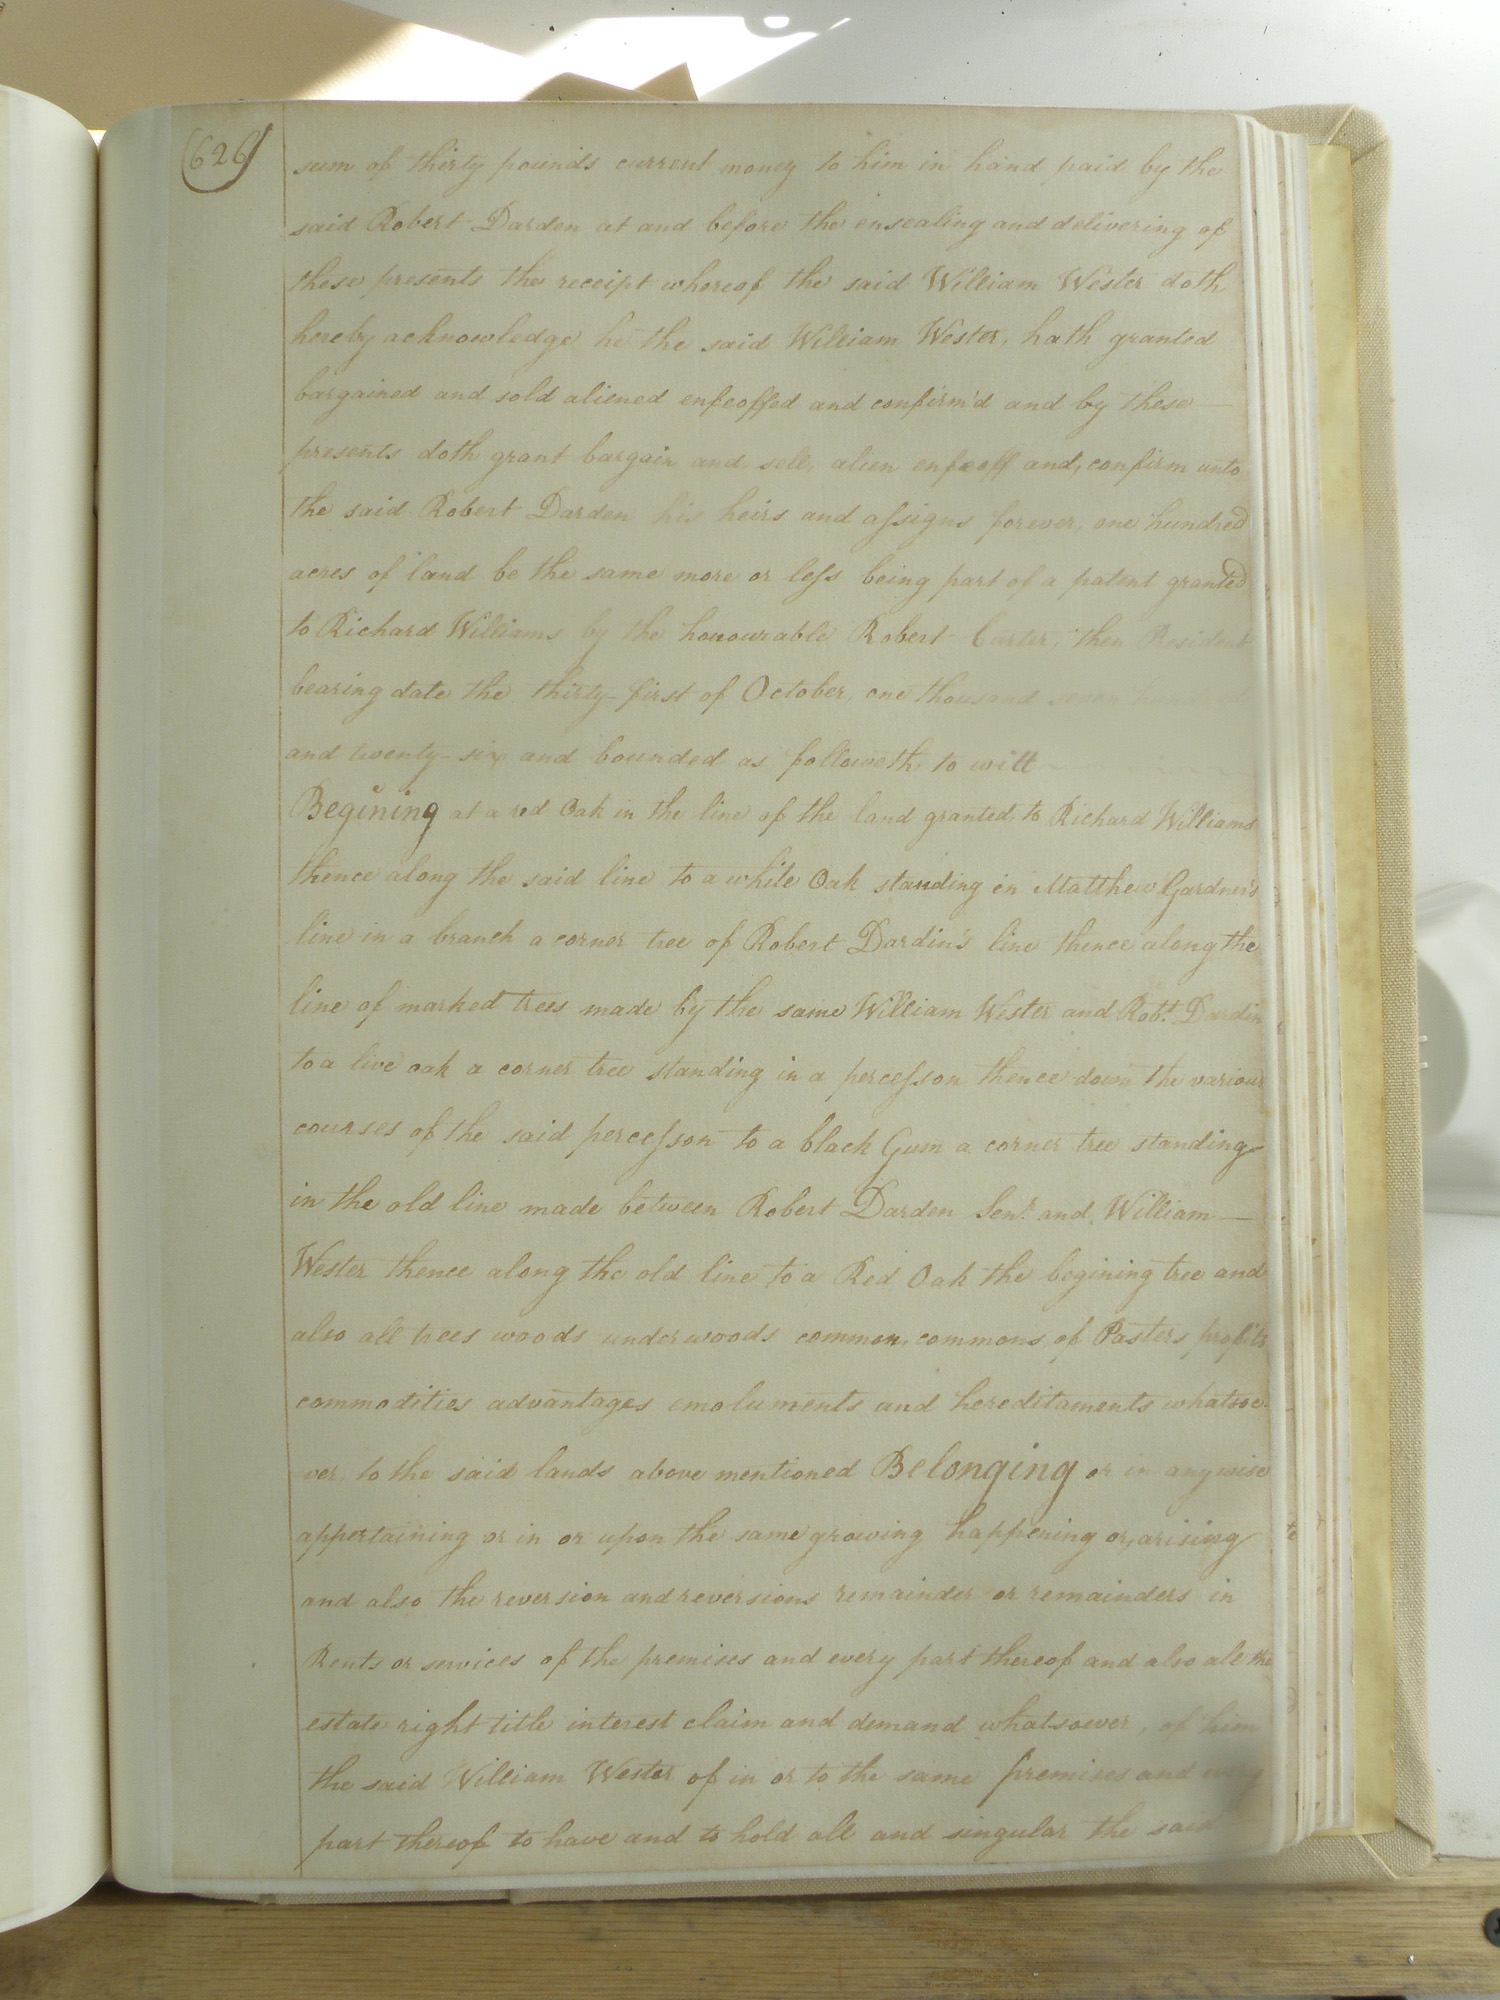 (626)
sum of thirty pounds current money to him in hand paid by the
said Robert Darden at and before the ensealing and delivering of
these presents the receipt whereof the said William Wester doth
hereby acknowledge he the said William Wester, hath granted
bargained and sold aliened enfeoffed and confirm'd and by these
presents doth grant bargain and sell, alien enfeoff and, confirm unto
the said Robert Darden his heirs and assigns forever, one hundred
acres of land be the same more or less being part of a patent granted
to Richard Williams by the honourable Robert Carter, then President
bearing date the thirty-first of October, one thousand seven hundred
and twenty-six and bounded as followeth to witt
Begining at a red Oak in the line of the land granted to Richard Williams
thence along the said line to a white Oak standing in Matthew Gardner's
line in a branch a corner tree of Robert Dardin's line thence along the
line of marked trees made by the same William Wester and Robt. Dardin
to a live oak a corner tree standing in a percesson thence down the various
courses of the said percesson to a black Gum a corner tree standing
in the old line made between Robert Darden Senr. and William
Wester thence along the old line to a Red Oak the begining tree and
also all trees woods underwoods common commons of Pasters profits
commodities advantages emoluments and hereditaments whatsoe-
ver to the said lands above mentioned Belonging or in anywise
appertaining or in or upon the same growing happening or arising
and also the reversion and reversions remainder or remainders in
Rents or services of the premises and every part thereof and also all the
estate right title interest claim and demand whatsoever, of him
the said William Wester of in or to the same premises and every
part thereof to have and to hold all and singular the said
to